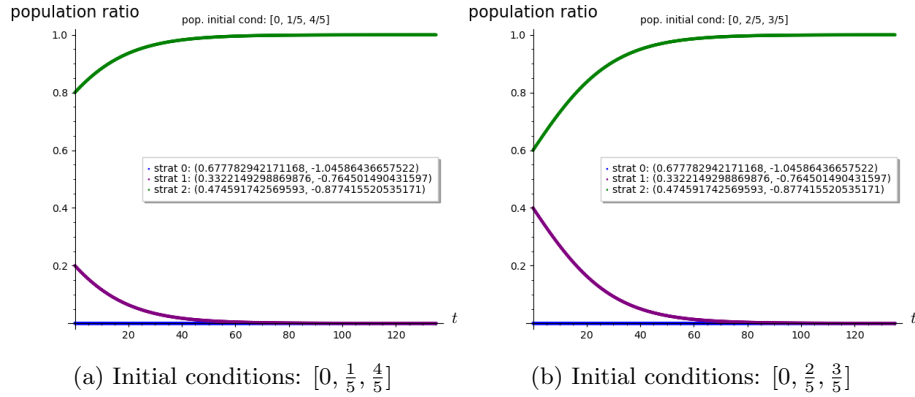 population ratio
pop. initial cond: [0, 1/5, 4/5]
1.0
0.8
0.6
0.4
0.2
strat 0: (0.677782942171168, -1.04586436657522)
strat 1: (0.3322149298869876, -0.764501490431597)
strat 2: (0.474591742569593, -0.877415520535171)
20 40 60 80 100 120
t
(a) Initial conditions: [0, 1/5, 4/5]
population ratio
pop. initial cond: [0, 2/5, 3/5]
1.0
0.8
0.6
0.4
0.2
strat 0: (0.677782942171168, -1.04586436657522)
strat 1: (0.3322149298869876, -0.764501490431597)
strat 2: (0.474591742569593, -0.877415520535171)
20 40 60 80 100 120
t
(b) Initial conditions: [0, 2/5, 3/5]